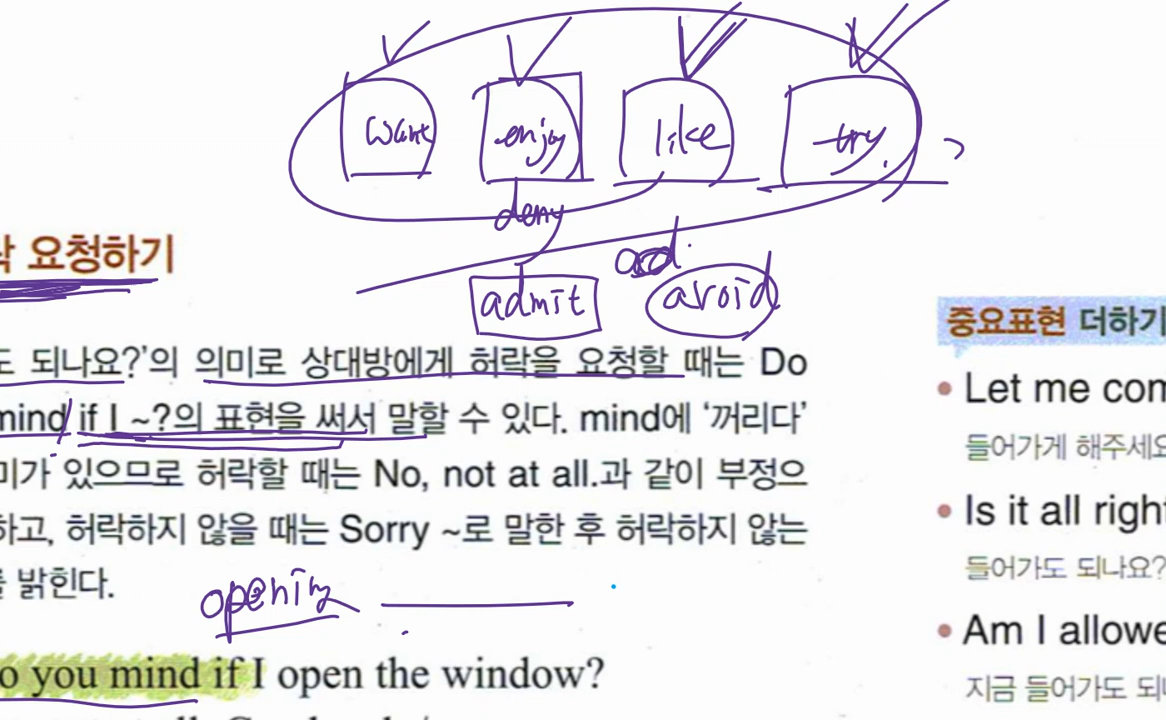 want enjoy like try
deny
admit avoid
락 요청하기
도 되나요?'의 의미로 상대방에게 허락을 요청할 때는 Do
mind if I ~?의 표현을 써서 말할 수 있다. mind에 '꺼리다'
미가 있으므로 허락할 때는 No, not at all.과 같이 부정으
하고, 허락하지 않을 때는 Sorry ~로 말한 후 허락하지 않는
를 밝힌다.
opening
o you mind if I open the window?
중요표현 더하기
• Let me com
들어가게 해주세요
• Is it all right
들어가도 되나요?
• Am I allowe
지금 들어가도 되나